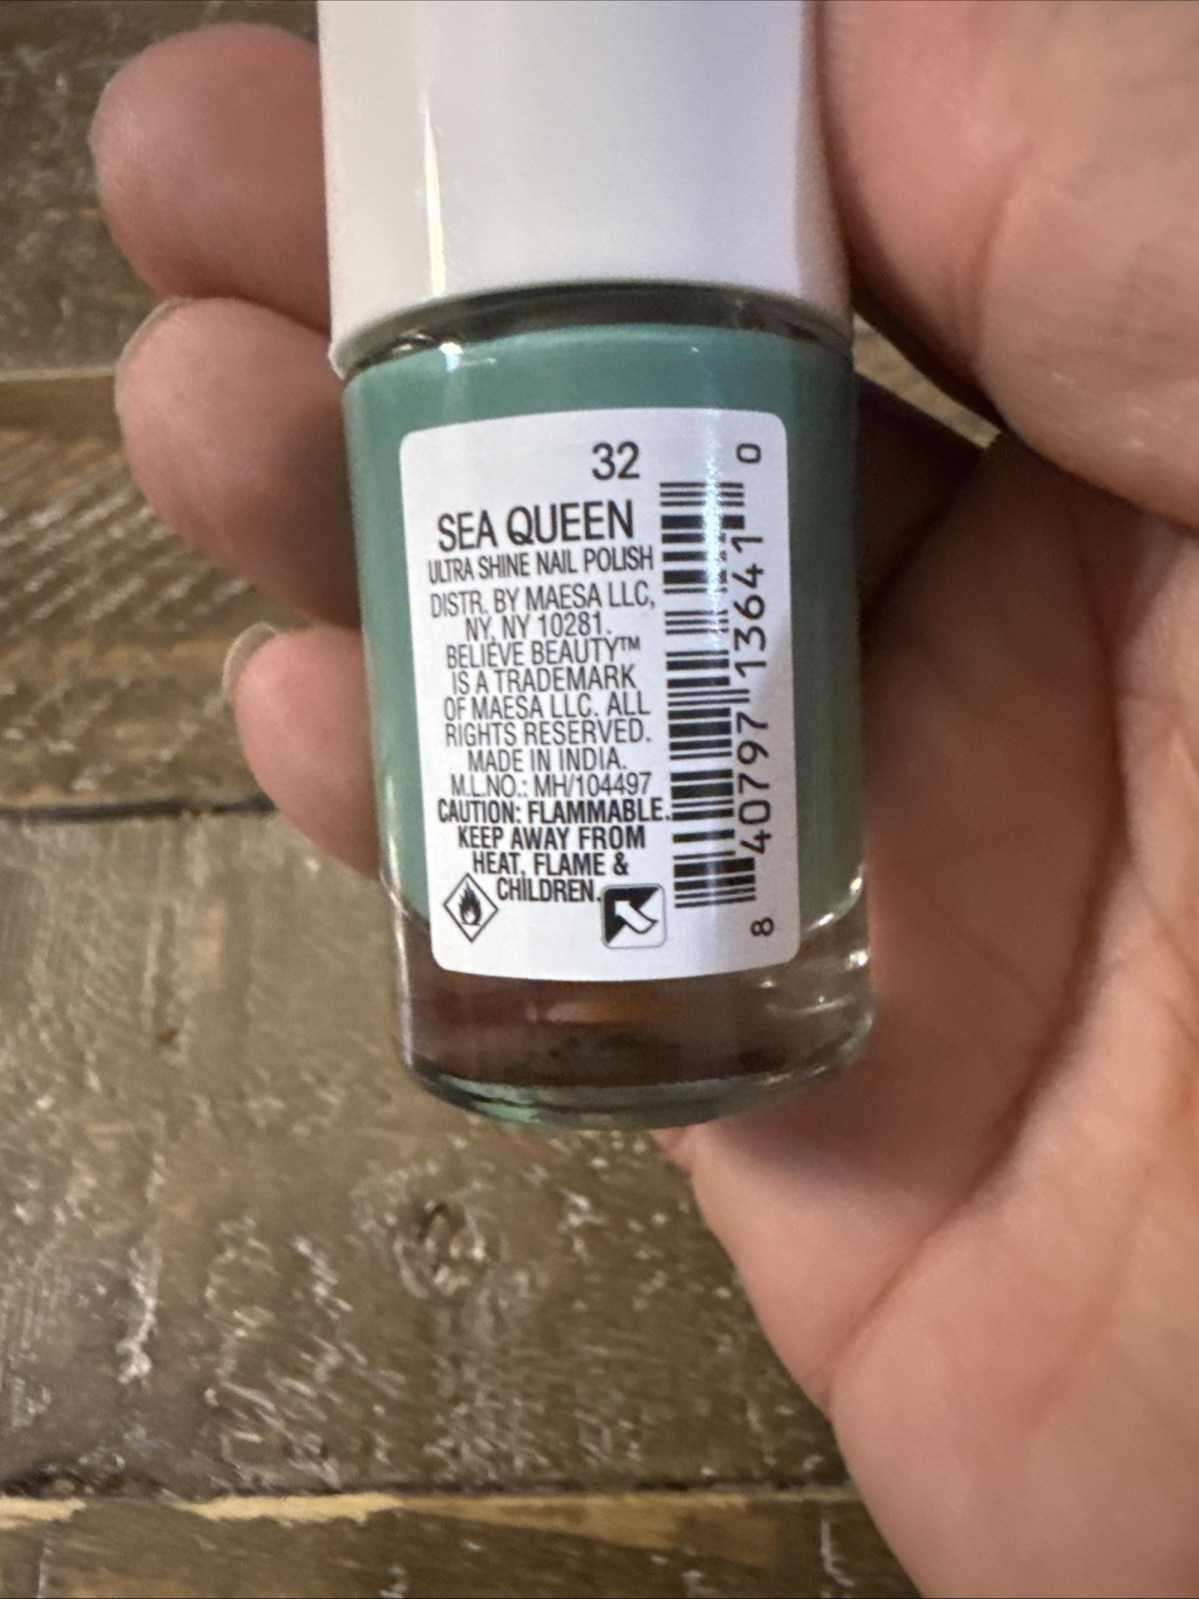 32
SEA QUEEN
ULTRA SHINE NAIL POLISH
DISTR. BY MAESA LLC,
NY, NY 10281.
BELIEVE BEAUTY™
IS A TRADEMARK
OF MAESA LLC. ALL
RIGHTS RESERVED.
MADE IN INDIA.
M.L.NO.: MH/104497
CAUTION: FLAMMABLE.
KEEP AWAY FROM
HEAT, FLAME &
CHILDREN.
8 40797 13641 0